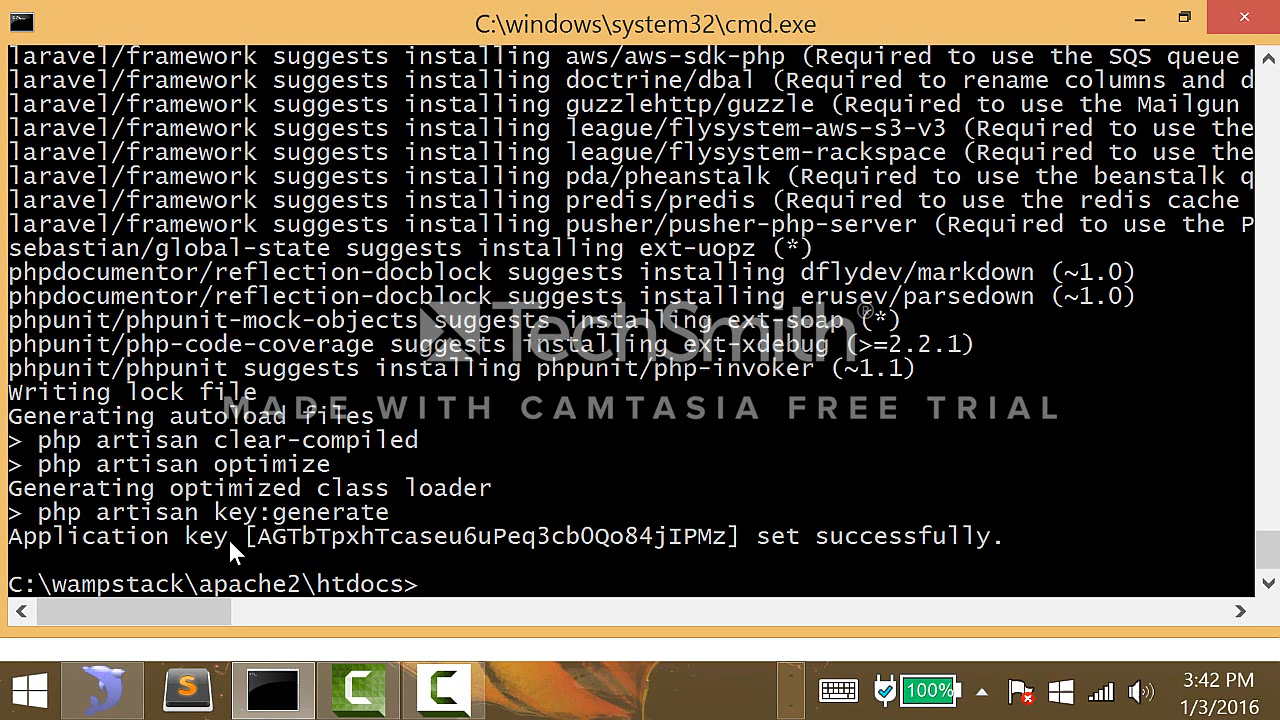 C:\windows\system32\cmd.exe
laravel/framework suggests installing aws/aws-sdk-php (Required to use the SQS queue
laravel/framework suggests installing doctrine/dbal (Required to rename columns and d
laravel/framework suggests installing guzzlehttp/guzzle (Required to use the Mailgun
laravel/framework suggests installing league/flysystem-aws-s3-v3 (Required to use the
laravel/framework suggests installing league/flysystem-rackspace (Required to use the
laravel/framework suggests installing pda/pheanstalk (Required to use the beanstalk q
laravel/framework suggests installing predis/predis (Required to use the redis cache
laravel/framework suggests installing pusher/pusher-php-server (Required to use the P
sebastian/global-state suggests installing ext-uopz (*)
phpdocumentor/reflection-docblock suggests installing dflydev/markdown (~1.0)
phpdocumentor/reflection-docblock suggests installing erusev/parsedown (~1.0)
phpunit/phpunit-mock-objects suggests installing ext-soap (*)
phpunit/php-code-coverage suggests installing ext-xdebug (>=2.2.1)
phpunit/phpunit suggests installing phpunit/php-invoker (~1.1)
TechSmith®
Writing lock file
MADE WITH CAMTASIA FREE TRIAL
Generating autoload files
> php artisan clear-compiled
> php artisan optimize
Generating optimized class loader
> php artisan key:generate
Application key [AGTbTpxhTcaseu6uPeq3cbOQo84jIPMz] set successfully.
C:\wampstack\apache2\htdocs>
100%
3:42 PM
1/3/2016